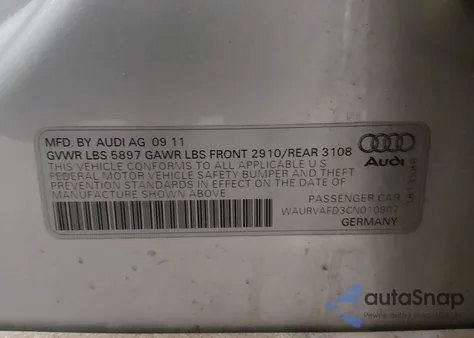 MFD. BY AUDI AG 09 11
GVWR LBS 5897 GAWR LBS FRONT 2910/REAR 3108
THIS VEHICLE CONFORMS TO ALL APPLICABLE U S
FEDERAL MOTOR VEHICLE SAFETY, BUMPER AND THEFT
PREVENTION STANDARDS IN EFFECT ON THE DATE OF
MANUFACTURE SHOWN ABOVE
Audi
PASSENGER CAR
GERMANY
autoSnap